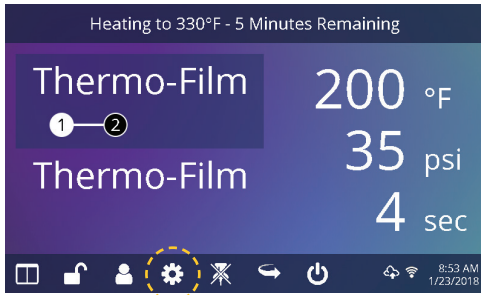 Heating to 330°F - 5 Minutes Remaining
Thermo-Film
1 2
Thermo-Film
200 °F
35 psi
4 sec
8:53 AM
1/23/2018